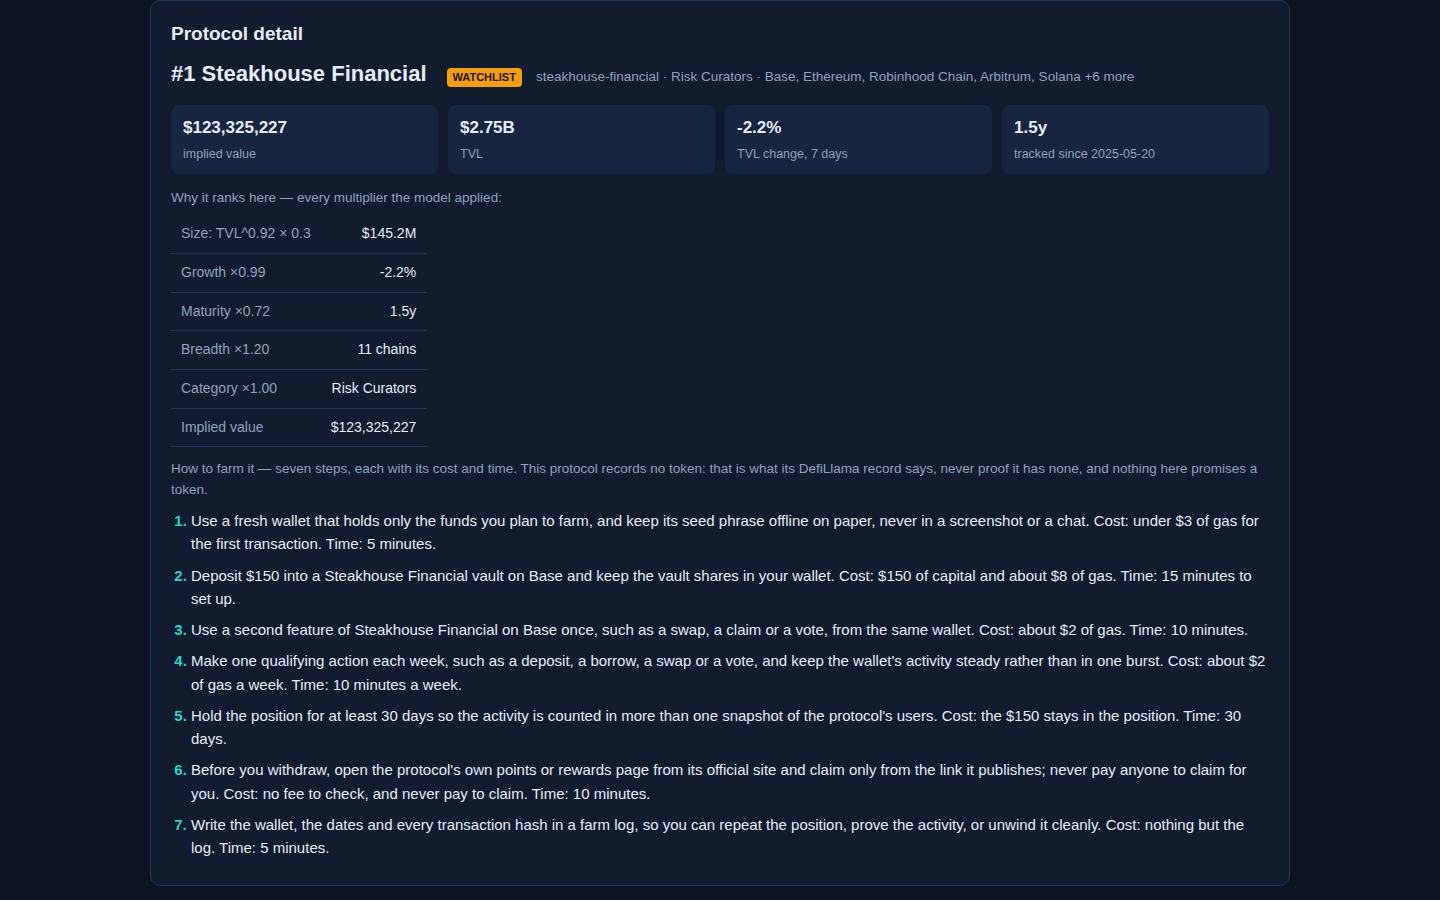 Protocol detail
#1 Steakhouse Financial WATCHLIST steakhouse-financial · Risk Curators · Base, Ethereum, Robinhood Chain, Arbitrum, Solana +6 more
$123,325,227
implied value
$2.75B
TVL
-2.2%
TVL change, 7 days
1.5y
tracked since 2025-05-20
Why it ranks here — every multiplier the model applied:
Size: TVL^0.92 × 0.3 $145.2M
Growth ×0.99 -2.2%
Maturity ×0.72 1.5y
Breadth ×1.20 11 chains
Category ×1.00 Risk Curators
Implied value $123,325,227
How to farm it — seven steps, each with its cost and time. This protocol records no token: that is what its DefiLlama record says, never proof it has none, and nothing here promises a
token.
1. Use a fresh wallet that holds only the funds you plan to farm, and keep its seed phrase offline on paper, never in a screenshot or a chat. Cost: under $3 of gas for
the first transaction. Time: 5 minutes.
2. Deposit $150 into a Steakhouse Financial vault on Base and keep the vault shares in your wallet. Cost: $150 of capital and about $8 of gas. Time: 15 minutes to
set up.
3. Use a second feature of Steakhouse Financial on Base once, such as a swap, a claim or a vote, from the same wallet. Cost: about $2 of gas. Time: 10 minutes.
4. Make one qualifying action each week, such as a deposit, a borrow, a swap or a vote, and keep the wallet's activity steady rather than in one burst. Cost: about $2
of gas a week. Time: 10 minutes a week.
5. Hold the position for at least 30 days so the activity is counted in more than one snapshot of the protocol's users. Cost: the $150 stays in the position. Time: 30
days.
6. Before you withdraw, open the protocol's own points or rewards page from its official site and claim only from the link it publishes; never pay anyone to claim for
you. Cost: no fee to check, and never pay to claim. Time: 10 minutes.
7. Write the wallet, the dates and every transaction hash in a farm log, so you can repeat the position, prove the activity, or unwind it cleanly. Cost: nothing but the
log. Time: 5 minutes.